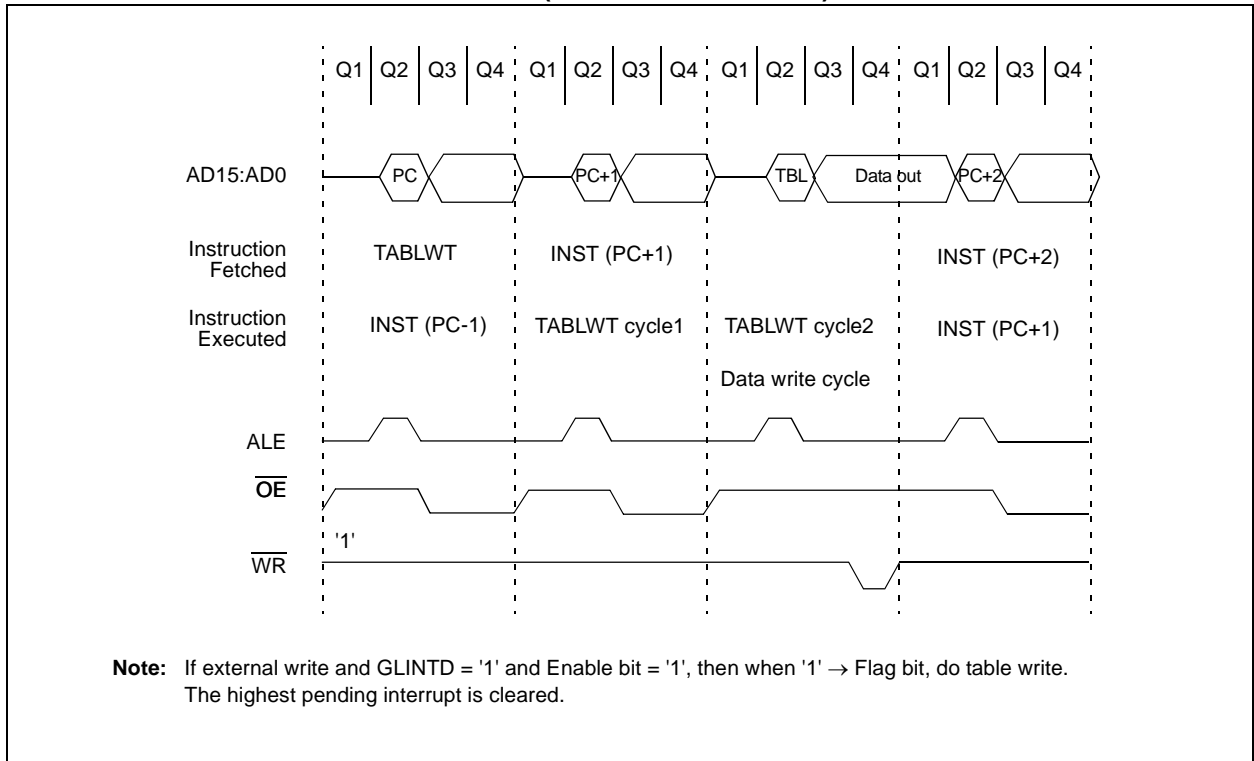 Q1 Q2 Q3 Q4 Q1 Q2 Q3 Q4 Q1 Q2 Q3 Q4 Q1 Q2 Q3 Q4
AD15:AD0 PC PC+1 TBL Data out PC+2
Instruction
Fetched
TABLWT INST (PC+1) INST (PC+2)
Instruction
Executed
INST (PC-1) TABLWT cycle1 TABLWT cycle2 INST (PC+1)
Data write cycle
ALE
OE
'1'
WR
Note: If external write and GLINTD = '1' and Enable bit = '1', then when '1' → Flag bit, do table write.
The highest pending interrupt is cleared.